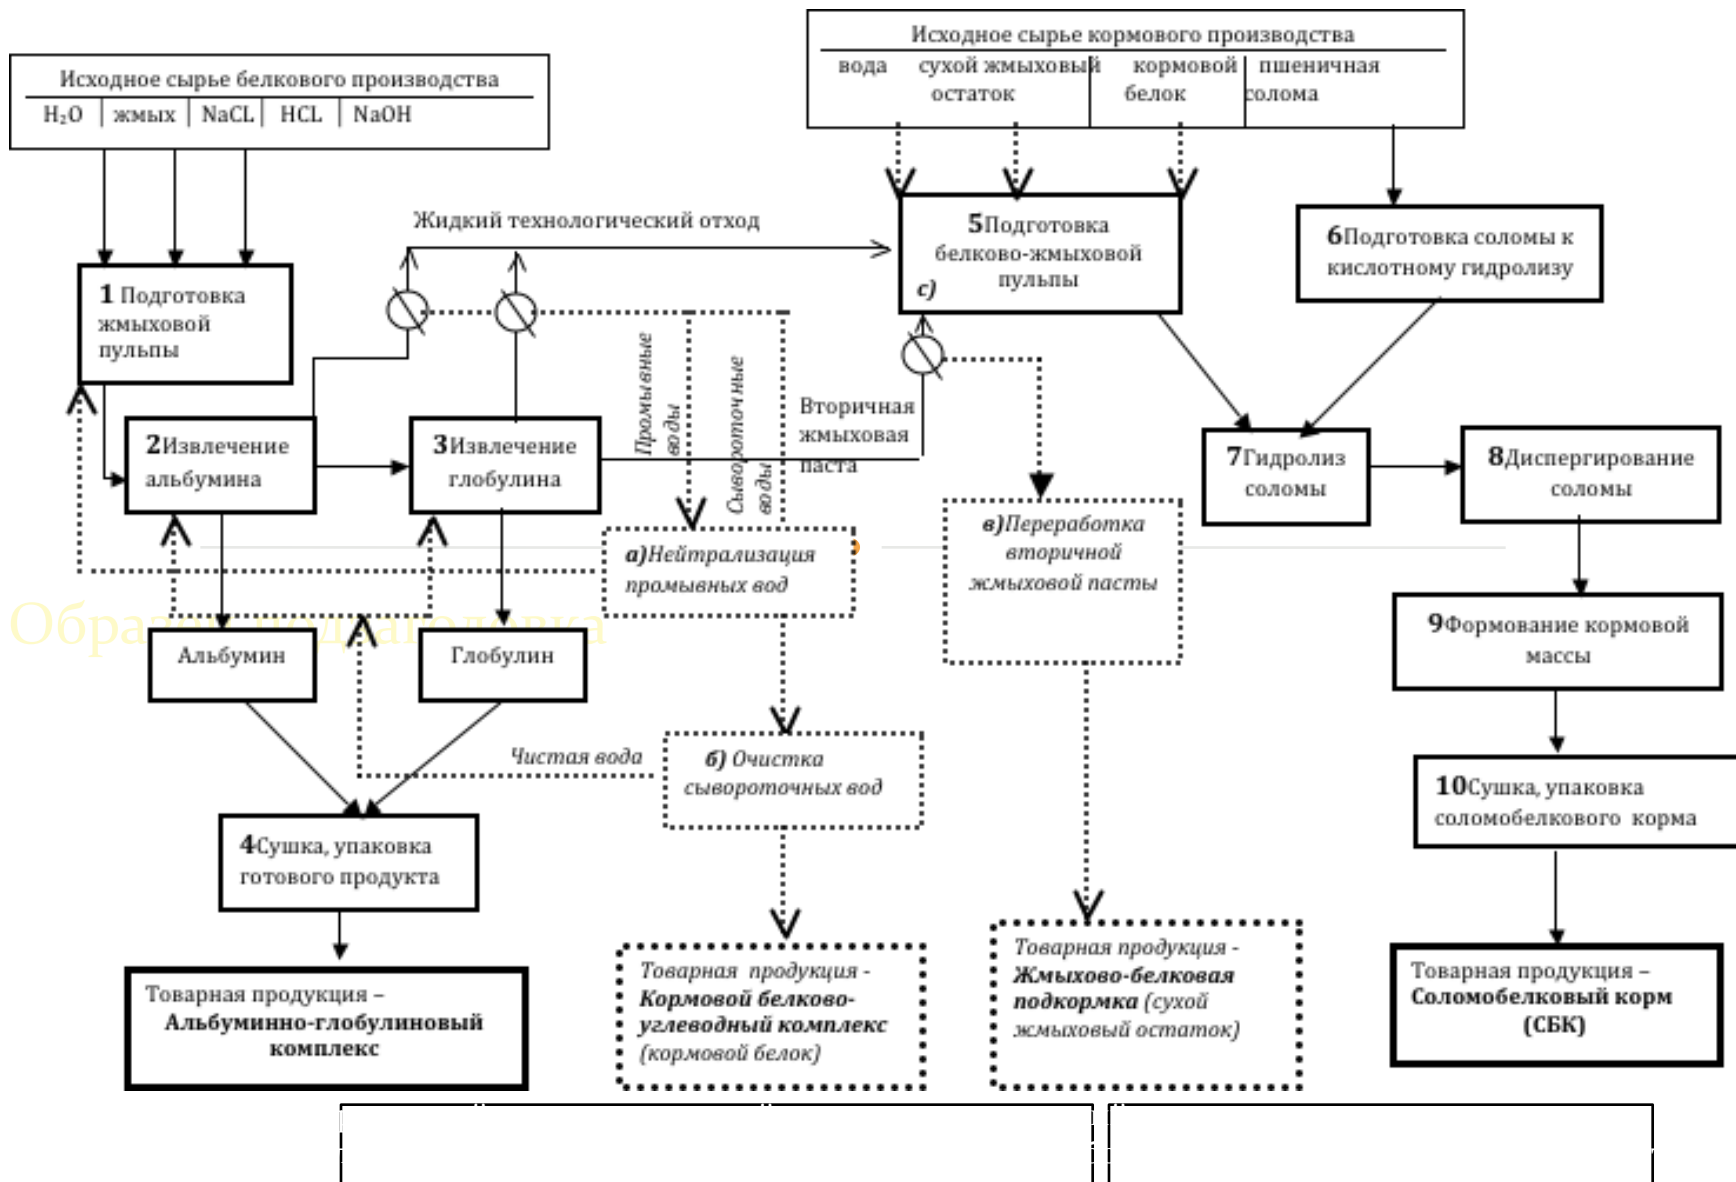 Исходное сырье белкового производства
H₂O жмых NaCL HCL NaOH
Исходное сырье кормового производства
вода сухой жмыховый кормовой пшеничная
остаток белок солома
Жидкий технологический отход
1 Подготовка
жмыховой
пульпы
2Извлечение
альбумина
3Извлечение
глобулина
Промывные
воды
Сывороточные
воды
Вторичная
жмыховая
паста
5Подготовка
белково-жмыховой
пульпы
с)
6Подготовка соломы к
кислотному гидролизу
7Гидролиз
соломы
8Диспергирование
соломы
а)Нейтрализация
промывных вод
в)Переработка
вторичной
жмыховой пасты
9Формование кормовой
массы
Образец подзаголовка
Альбумин
Глобулин
Чистая вода
б) Очистка
сывороточных вод
10Сушка, упаковка
соломобелкового корма
4Сушка, упаковка
готового продукта
Товарная продукция –
Альбуминно-глобулиновый
комплекс
Товарная продукция -
Кормовой белково-
углеводный комплекс
(кормовой белок)
Товарная продукция -
Жмыхово-белковая
подкормка (сухой
жмыховый остаток)
Товарная продукция –
Соломобелковый корм
(СБК)